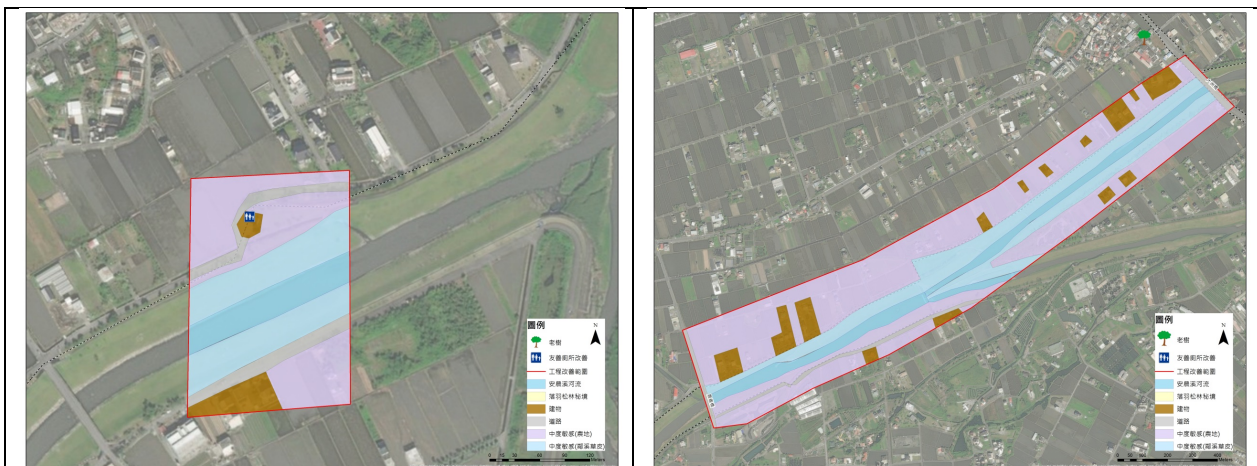 圖例
N
老樹
友善廁所改善
工程改善範圍
安農溪河流
落羽松林秘境
建物
道路
中度敏感(農地)
中度敏感(鄰溪草皮)
圖例
N
老樹
友善廁所改善
工程改善範圍
安農溪河流
落羽松林秘境
建物
道路
中度敏感(農地)
中度敏感(鄰溪草皮)